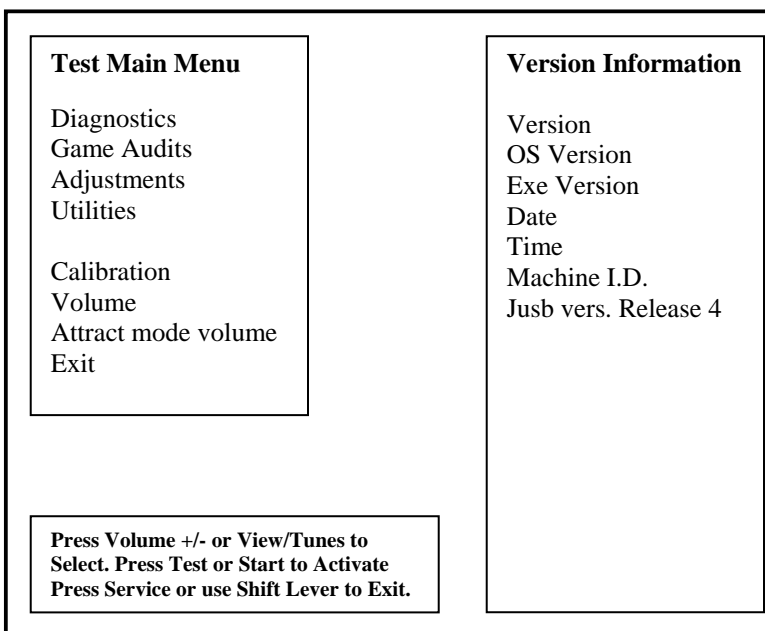 Test Main Menu
Diagnostics
Game Audits
Adjustments
Utilities
Calibration
Volume
Attract mode volume
Exit
Version Information
Version
OS Version
Exe Version
Date
Time
Machine I.D.
Jusb vers. Release 4
Press Volume +/- or View/Tunes to
Select. Press Test or Start to Activate
Press Service or use Shift Lever to Exit.